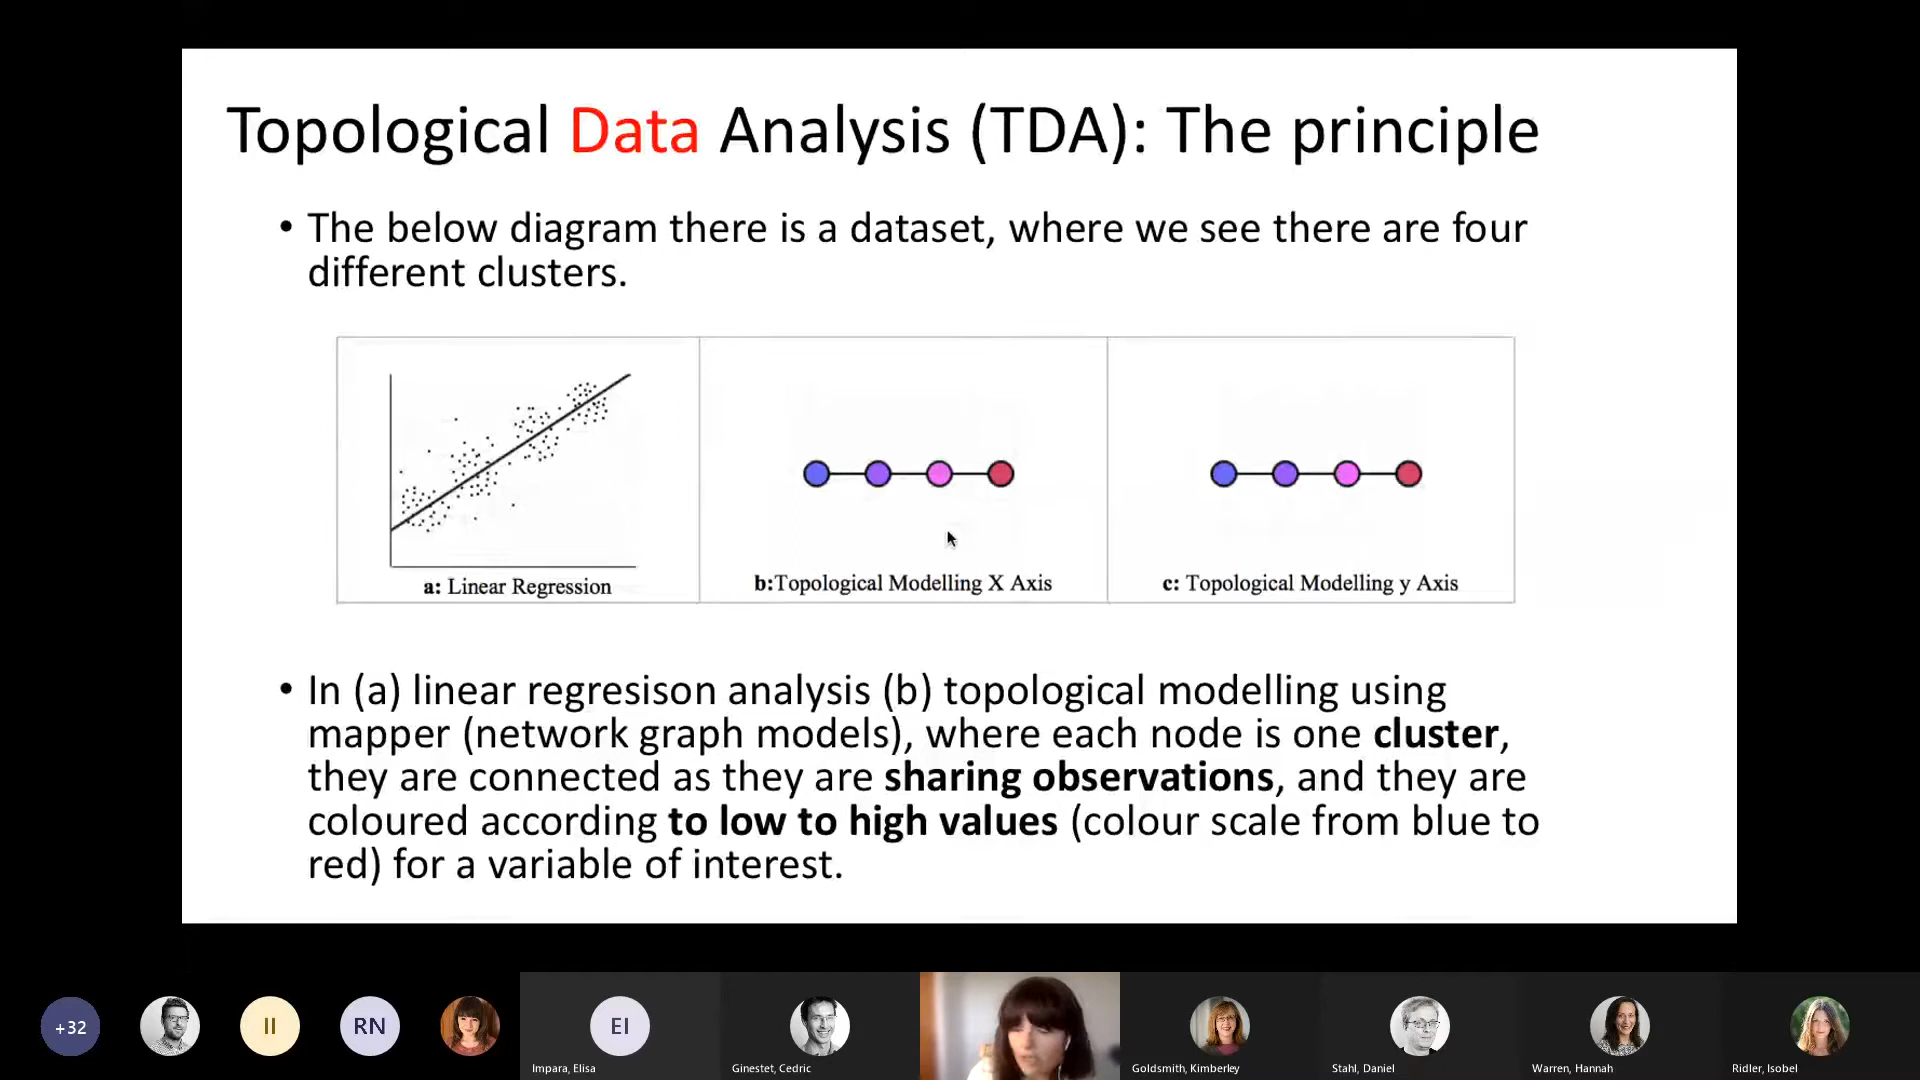 Topological Data Analysis (TDA): The principle
• The below diagram there is a dataset, where we see there are four
different clusters.
a: Linear Regression
b:Topological Modelling X Axis
c: Topological Modelling y Axis
• In (a) linear regresison analysis (b) topological modelling using
mapper (network graph models), where each node is one cluster,
they are connected as they are sharing observations, and they are
coloured according to low to high values (colour scale from blue to
red) for a variable of interest.
+32
II
RN
EI
Impara, Elisa
Ginestet, Cedric
Goldsmith, Kimberley
Stahl, Daniel
Warren, Hannah
Ridler, Isobel